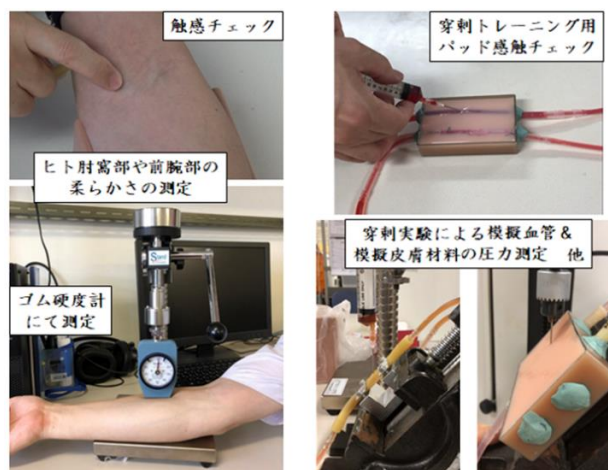 触感チェック
穿刺トレーニング用
パッド感触チェック
ヒト肘窩部や前腕部の
柔らかさの測定
穿刺実験による模擬血管＆
模擬皮膚材料の圧力測定　他
ゴム硬度計
にて測定